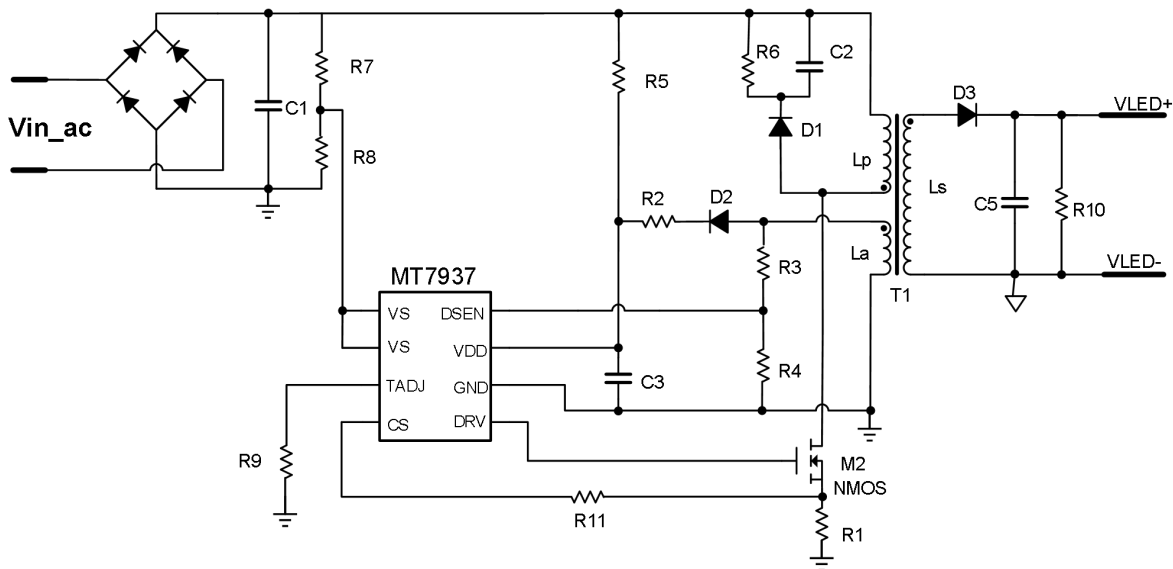 Vin_ac
R7
R8
C1
R5
R6
C2
D1
Lp
Ls
La
T1
D3
VLED+
C5
R10
VLED-
R2
D2
R3
R4
C3
MT7937
VS
DSEN
VS
VDD
TADJ
GND
CS
DRV
R9
M2
NMOS
R11
R1